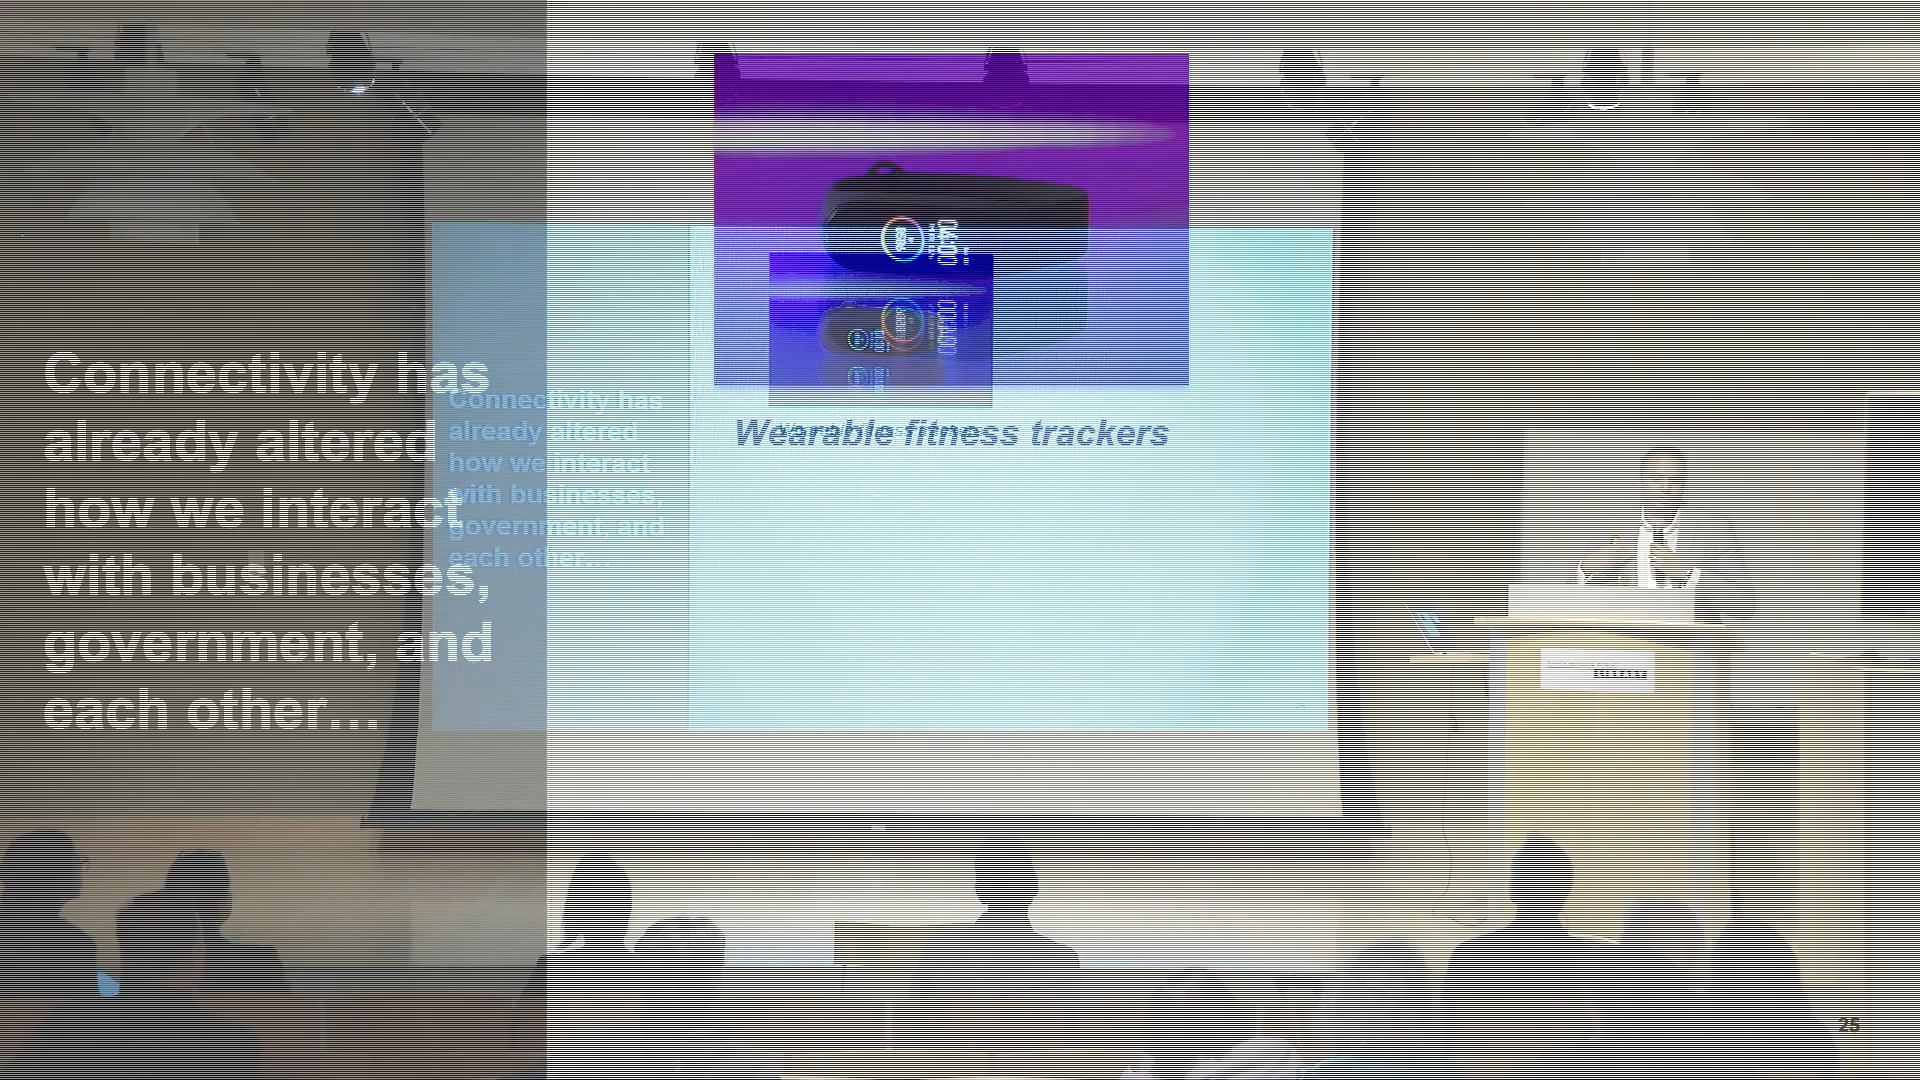 Connectivity has
already altered
how we interact
with businesses,
government, and
each other…
Connectivity has
already altered
how we interact
with businesses,
government, and
each other…
Wearable fitness trackers
25